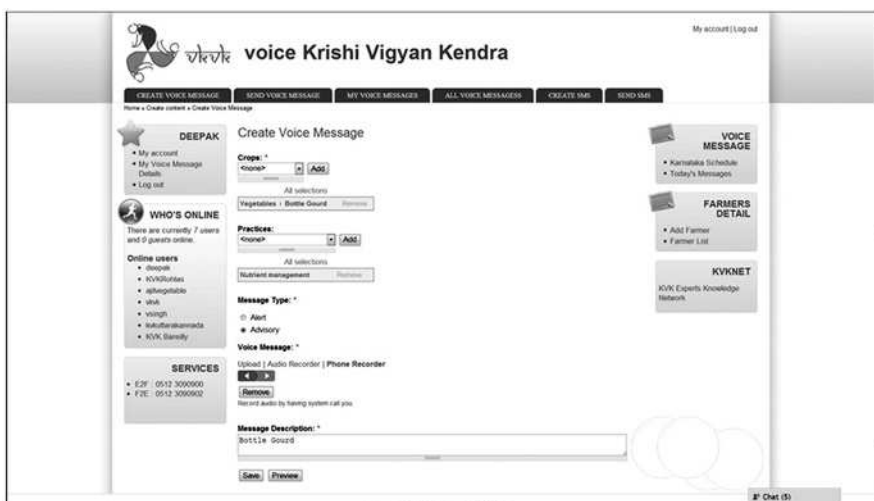 My account | Log out
vkvk voice Krishi Vigyan Kendra
CREATE VOICE MESSAGE SEND VOICE MESSAGE MY VOICE MESSAGES ALL VOICE MESSAGESS CREATE SMS SEND SMS
Home » Create content » Create Voice Message
DEEPAK
• My account
• My Voice Message Details
• Log out
WHO'S ONLINE
There are currently 7 users
and 0 guests online.
Online users
• deepak
• KVKRohtas
• ajitvegetable
• vkvk
• vsingh
• kvkuttarakannada
• KVK Bareilly
SERVICES
• E2F : 0512 3090900
• F2E : 0512 3090902
Create Voice Message
Crops: *
<none> Add
All selections
Vegetables › Bottle Gourd Remove
Practices:
<none> Add
All selections
Nutrient management Remove
Message Type: *
Alert
Advisory
Voice Message: *
Upload | Audio Recorder | Phone Recorder
Remove
Record audio by having system call you.
Message Description: *
Bottle Gourd
Save Preview
VOICE
MESSAGE
• Karnataka Schedule
• Today's Messages
FARMERS
DETAIL
• Add Farmer
• Farmer List
KVKNET
KVK Experts Knowledge
Network
Chat (5)